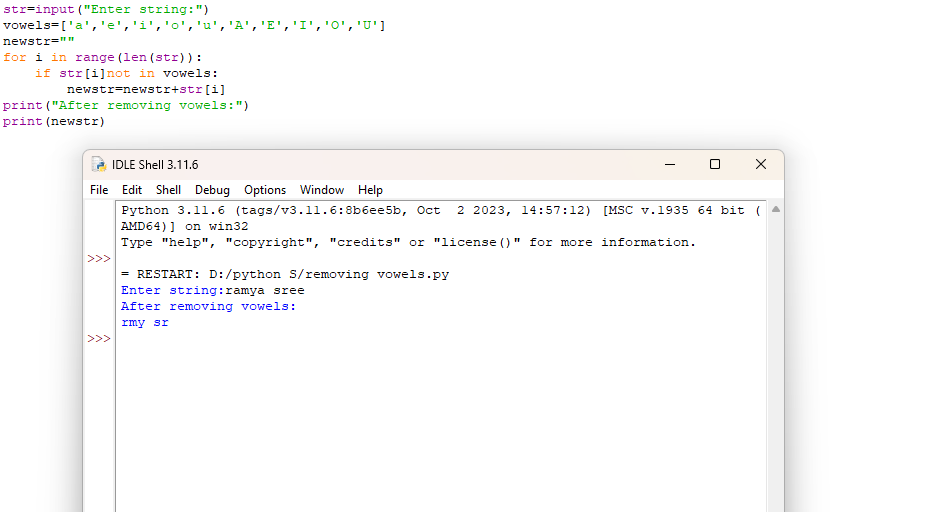 str=input("Enter string:")
vowels=['a','e','i','o','u','A','E','I','O','U']
newstr=""
for i in range(len(str)):
    if str[i]not in vowels:
        newstr=newstr+str[i]
print("After removing vowels:")
print(newstr)
IDLE Shell 3.11.6
File Edit Shell Debug Options Window Help
Python 3.11.6 (tags/v3.11.6:8b6ee5b, Oct  2 2023, 14:57:12) [MSC v.1935 64 bit (
AMD64)] on win32
Type "help", "copyright", "credits" or "license()" for more information.
>>>
= RESTART: D:/python S/removing vowels.py
Enter string:ramya sree
After removing vowels:
rmy sr
>>>